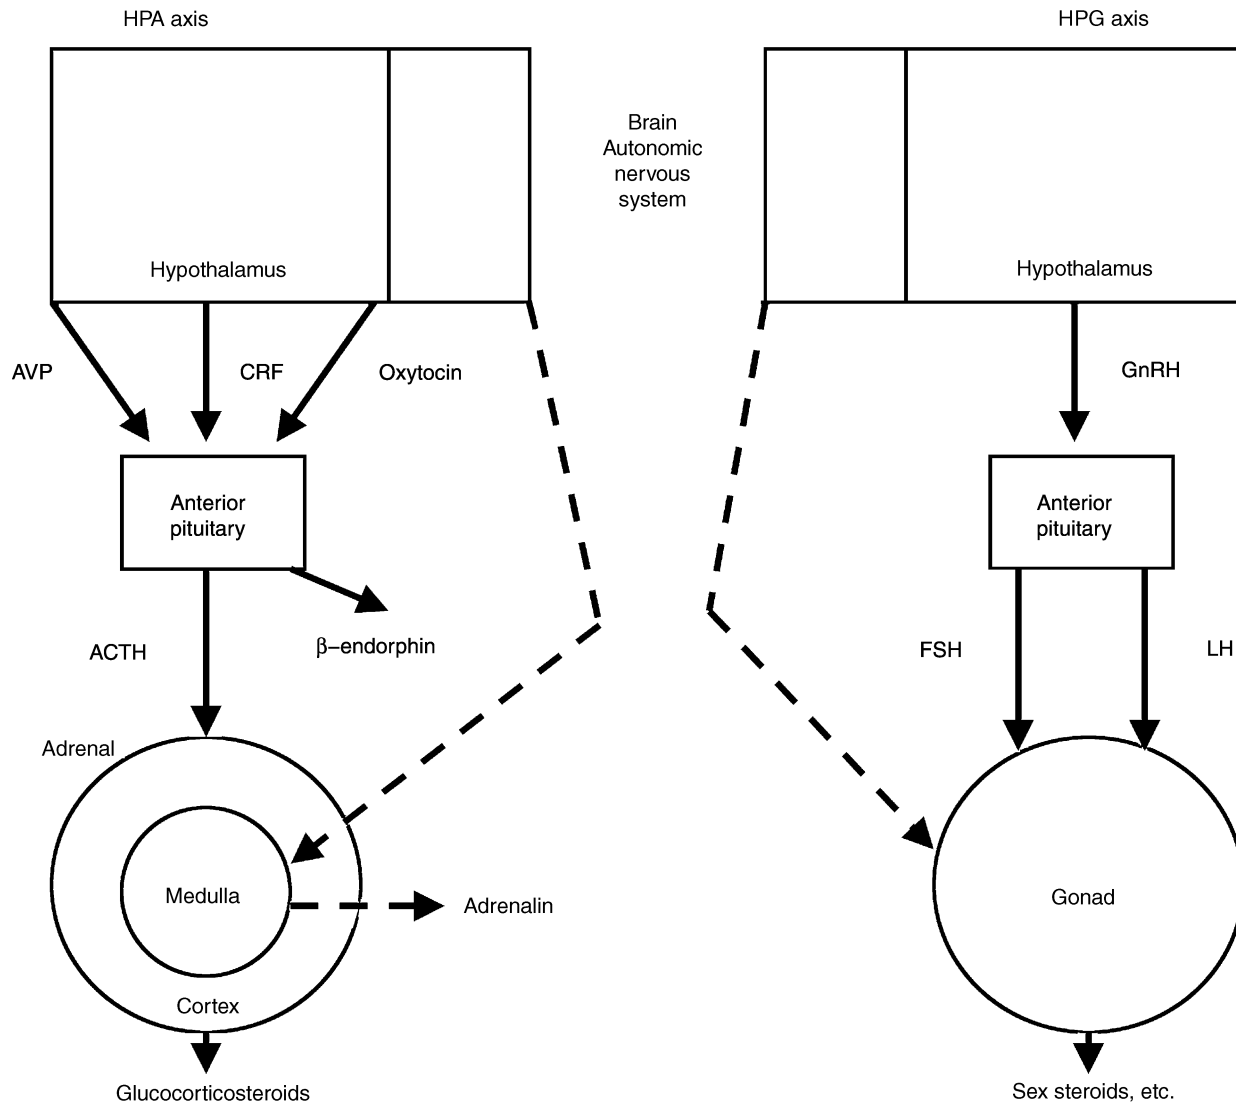 HPA axis
HPG axis
Brain
Autonomic
nervous
system
Hypothalamus
Hypothalamus
AVP
CRF
Oxytocin
GnRH
Anterior
pituitary
Anterior
pituitary
ACTH
β–endorphin
FSH
LH
Adrenal
Medulla
Adrenalin
Gonad
Cortex
Glucocorticosteroids
Sex steroids, etc.